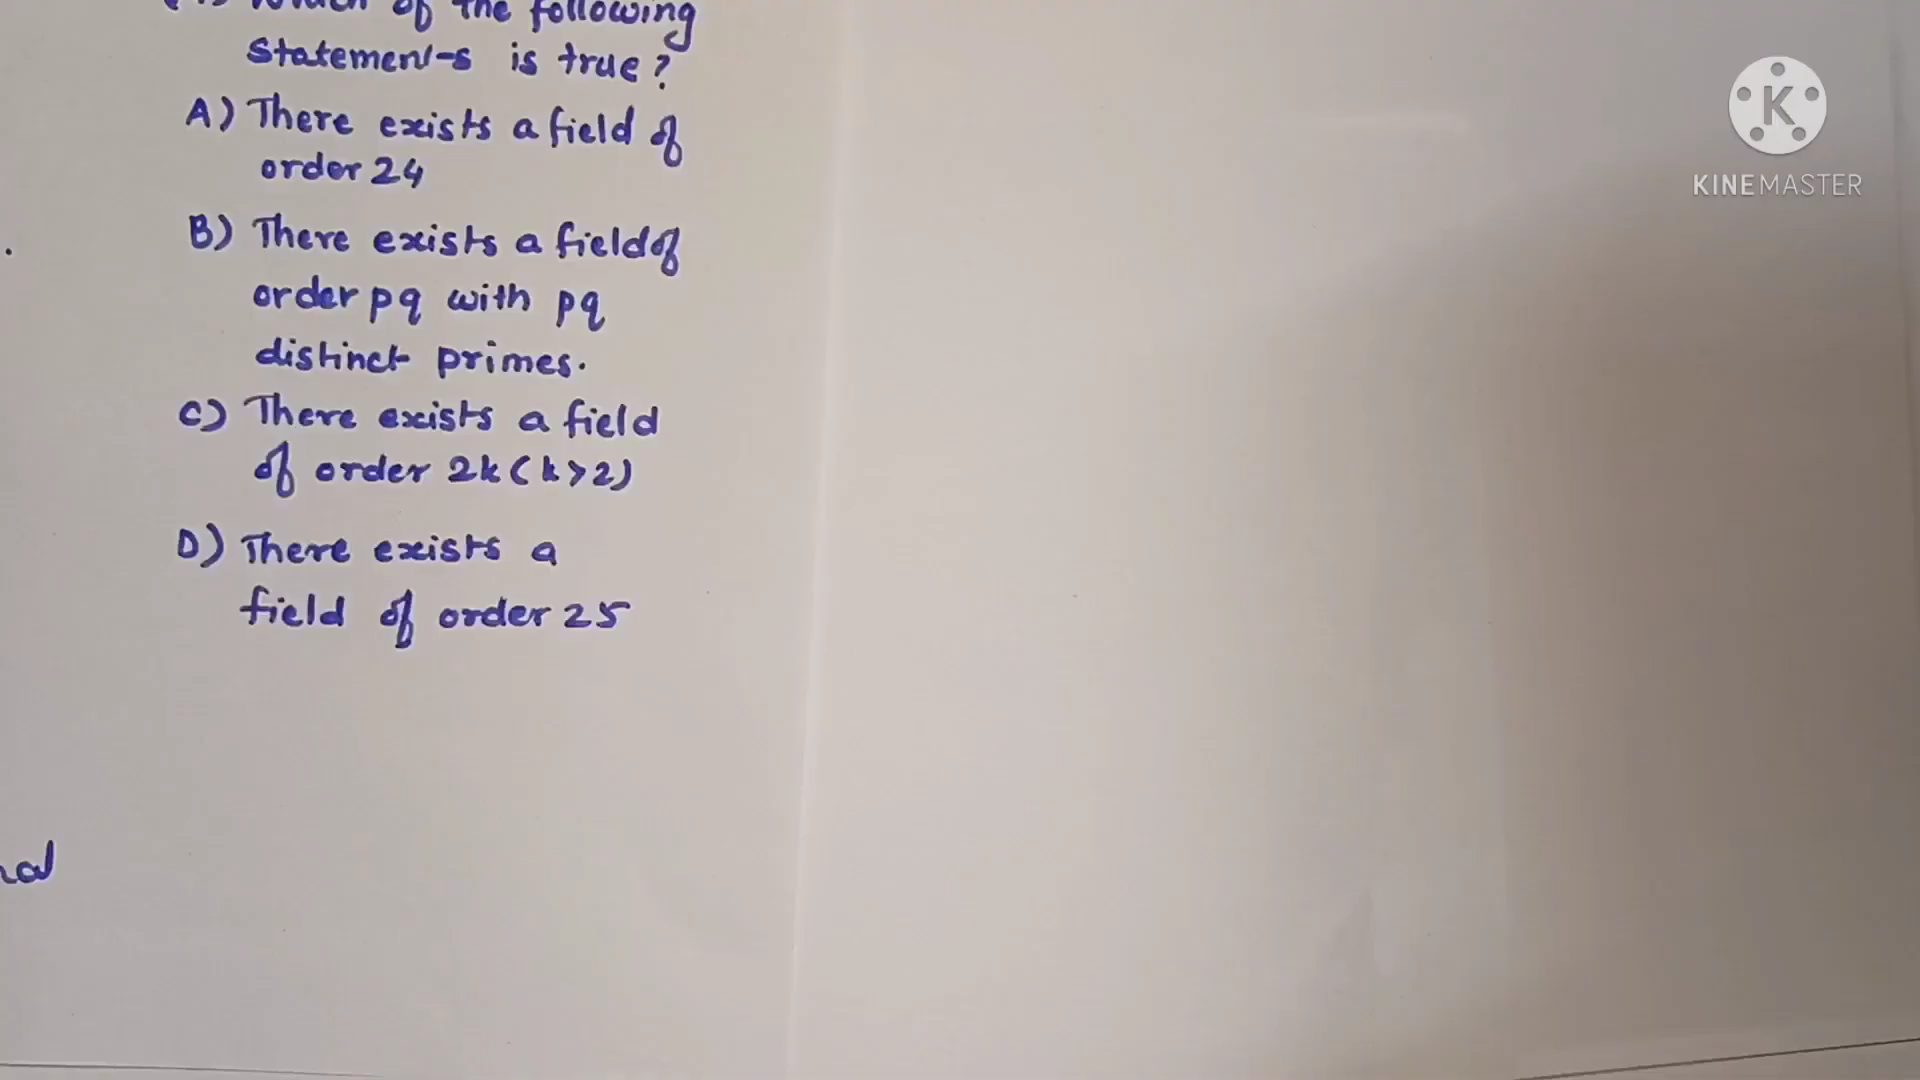 Which of the following
Statement-s is true?
A) There exists a field of
order 24
B) There exists a field of
order pq with pq
distinct primes.
C) There exists a field
of order 2k (k>2)
D) There exists a
field of order 25
K
KINEMASTER